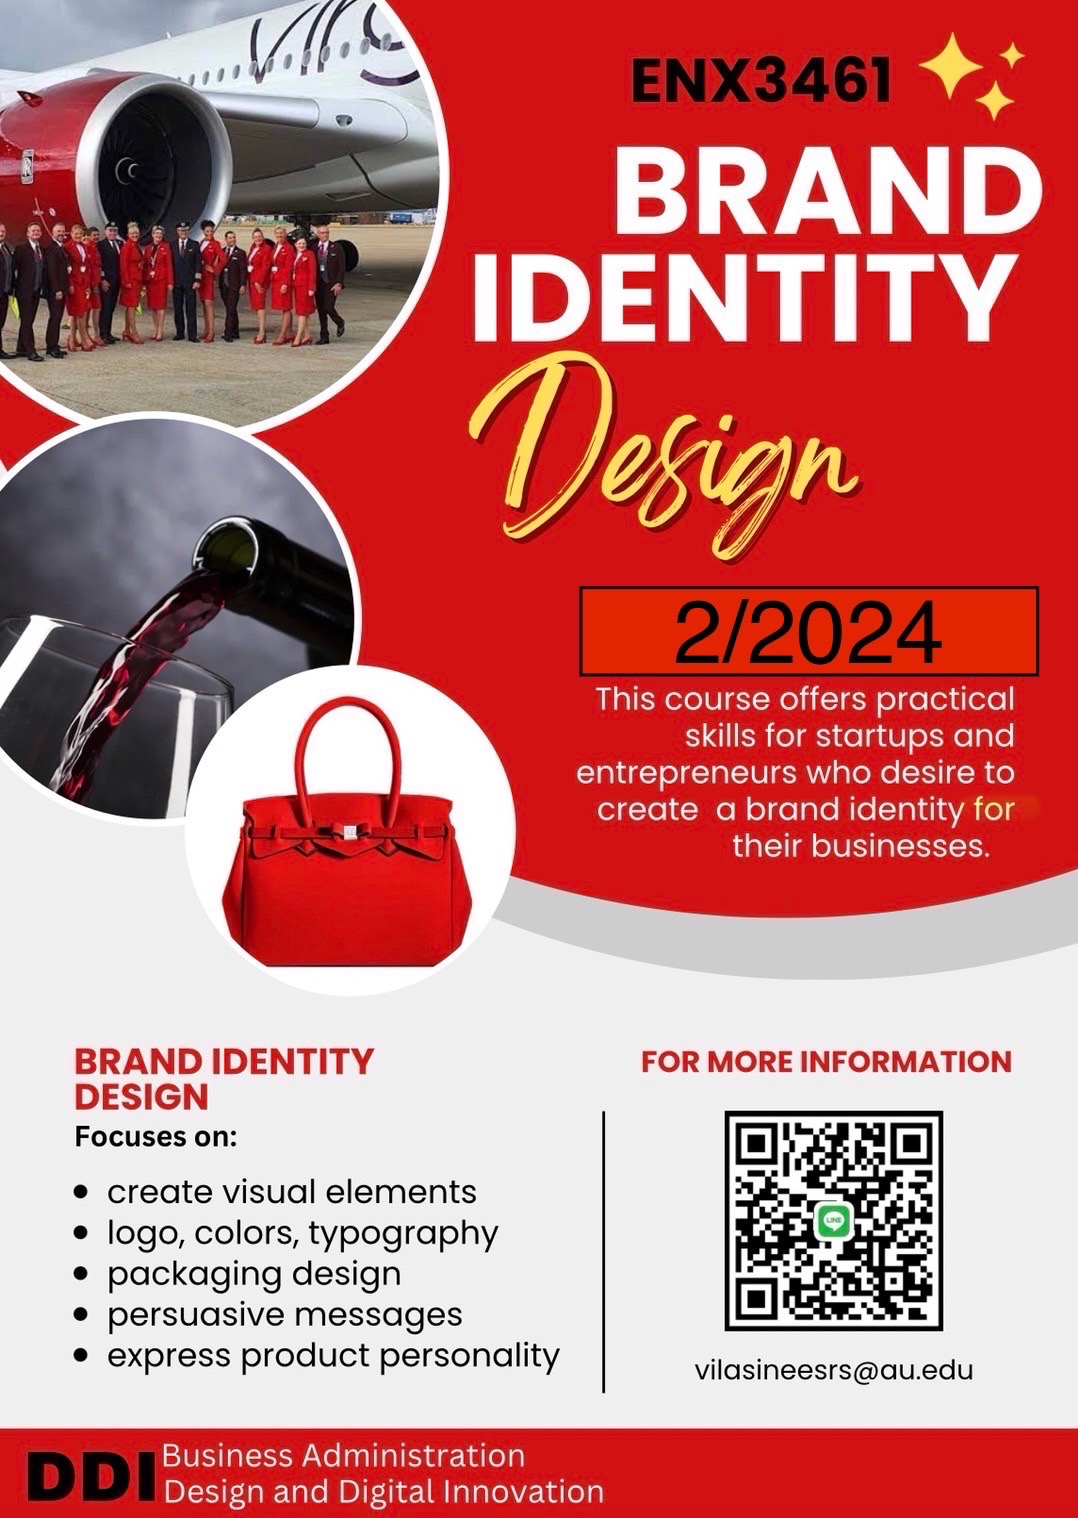 virg
ENX3461
BRAND
IDENTITY
Design
2/2024
This course offers practical
skills for startups and
entrepreneurs who desire to
create a brand identity for
their businesses.
BRAND IDENTITY
DESIGN
Focuses on:
• create visual elements
• logo, colors, typography
• packaging design
• persuasive messages
• express product personality
FOR MORE INFORMATION
LINE
vilasineesrs@au.edu
DDI
Business Administration
Design and Digital Innovation